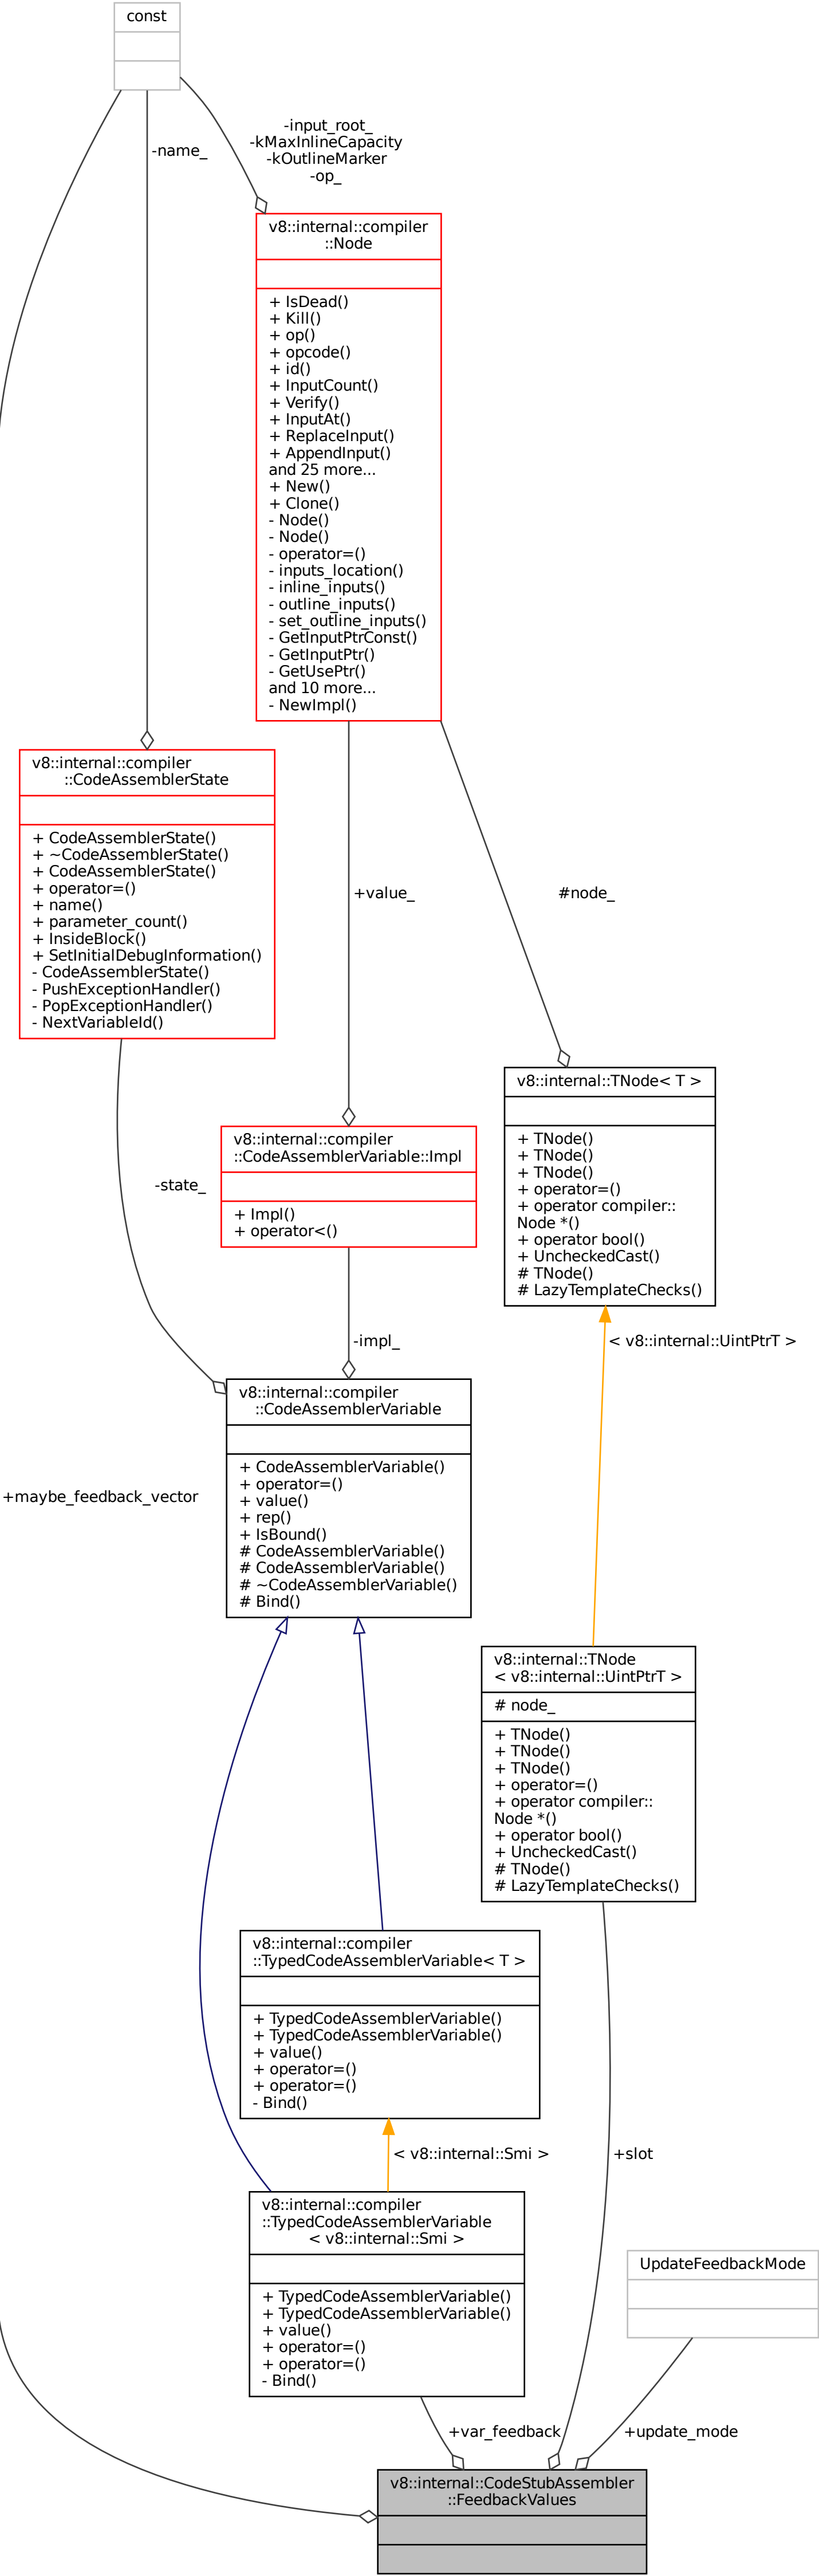 const
-name_
-input_root_
-kMaxInlineCapacity
-kOutlineMarker
-op_
v8::internal::compiler
::Node
+ IsDead()
+ Kill()
+ op()
+ opcode()
+ id()
+ InputCount()
+ Verify()
+ InputAt()
+ ReplaceInput()
+ AppendInput()
and 25 more...
+ New()
+ Clone()
- Node()
- Node()
- operator=()
- inputs_location()
- inline_inputs()
- outline_inputs()
- set_outline_inputs()
- GetInputPtrConst()
- GetInputPtr()
- GetUsePtr()
and 10 more...
- NewImpl()
v8::internal::compiler
::CodeAssemblerState
+ CodeAssemblerState()
+ ~CodeAssemblerState()
+ CodeAssemblerState()
+ operator=()
+ name()
+ parameter_count()
+ InsideBlock()
+ SetInitialDebugInformation()
- CodeAssemblerState()
- PushExceptionHandler()
- PopExceptionHandler()
- NextVariableId()
+value_
#node_
v8::internal::TNode< T >
+ TNode()
+ TNode()
+ TNode()
+ operator=()
+ operator compiler::
Node *()
+ operator bool()
+ UncheckedCast()
# TNode()
# LazyTemplateChecks()
v8::internal::compiler
::CodeAssemblerVariable::Impl
+ Impl()
+ operator<()
-state_
-impl_
< v8::internal::UintPtrT >
v8::internal::compiler
::CodeAssemblerVariable
+ CodeAssemblerVariable()
+ operator=()
+ value()
+ rep()
+ IsBound()
# CodeAssemblerVariable()
# CodeAssemblerVariable()
# ~CodeAssemblerVariable()
# Bind()
+maybe_feedback_vector
v8::internal::TNode
< v8::internal::UintPtrT >
# node_
+ TNode()
+ TNode()
+ TNode()
+ operator=()
+ operator compiler::
Node *()
+ operator bool()
+ UncheckedCast()
# TNode()
# LazyTemplateChecks()
v8::internal::compiler
::TypedCodeAssemblerVariable< T >
+ TypedCodeAssemblerVariable()
+ TypedCodeAssemblerVariable()
+ value()
+ operator=()
+ operator=()
- Bind()
< v8::internal::Smi >
+slot
v8::internal::compiler
::TypedCodeAssemblerVariable
< v8::internal::Smi >
+ TypedCodeAssemblerVariable()
+ TypedCodeAssemblerVariable()
+ value()
+ operator=()
+ operator=()
- Bind()
UpdateFeedbackMode
+var_feedback
+update_mode
v8::internal::CodeStubAssembler
::FeedbackValues